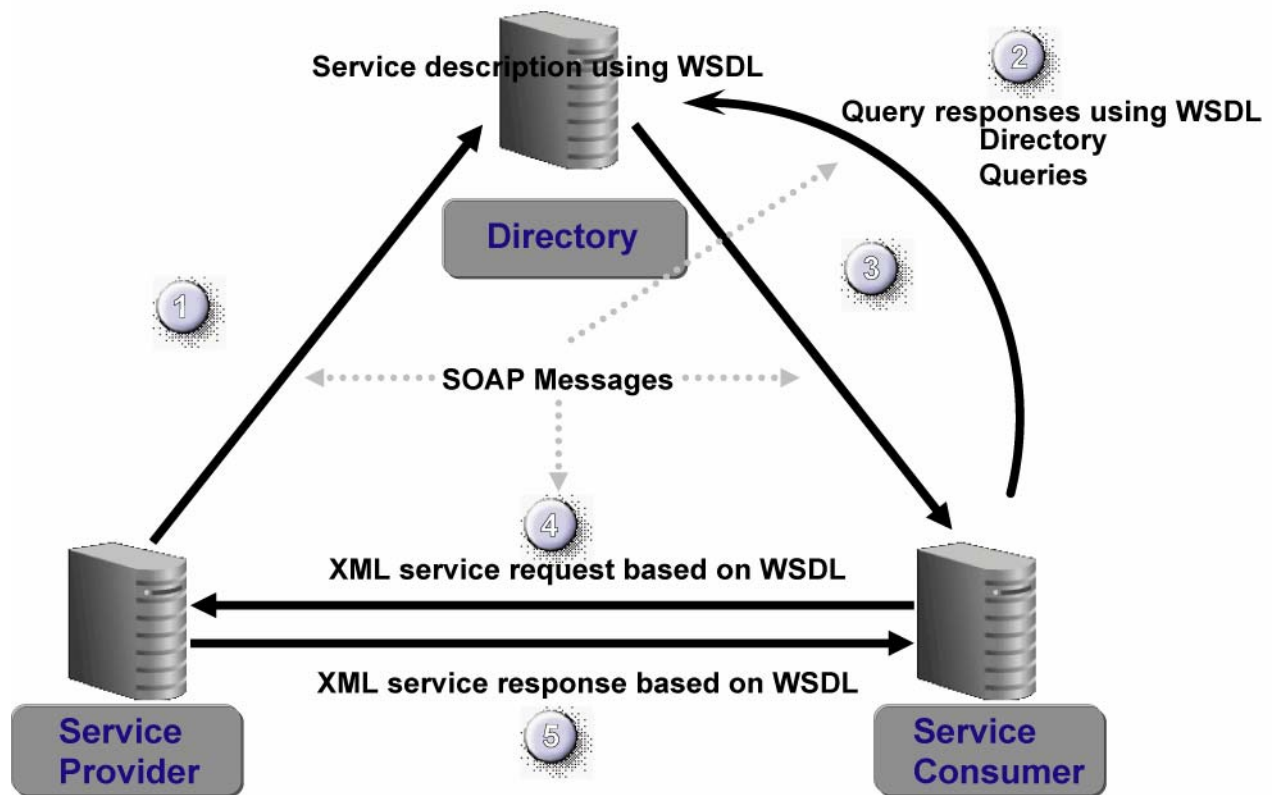 Service description using WSDL
2
Query responses using WSDL
Directory
Queries
Directory
3
1
SOAP Messages
4
XML service request based on WSDL
XML service response based on WSDL
5
Service
Provider
Service
Consumer